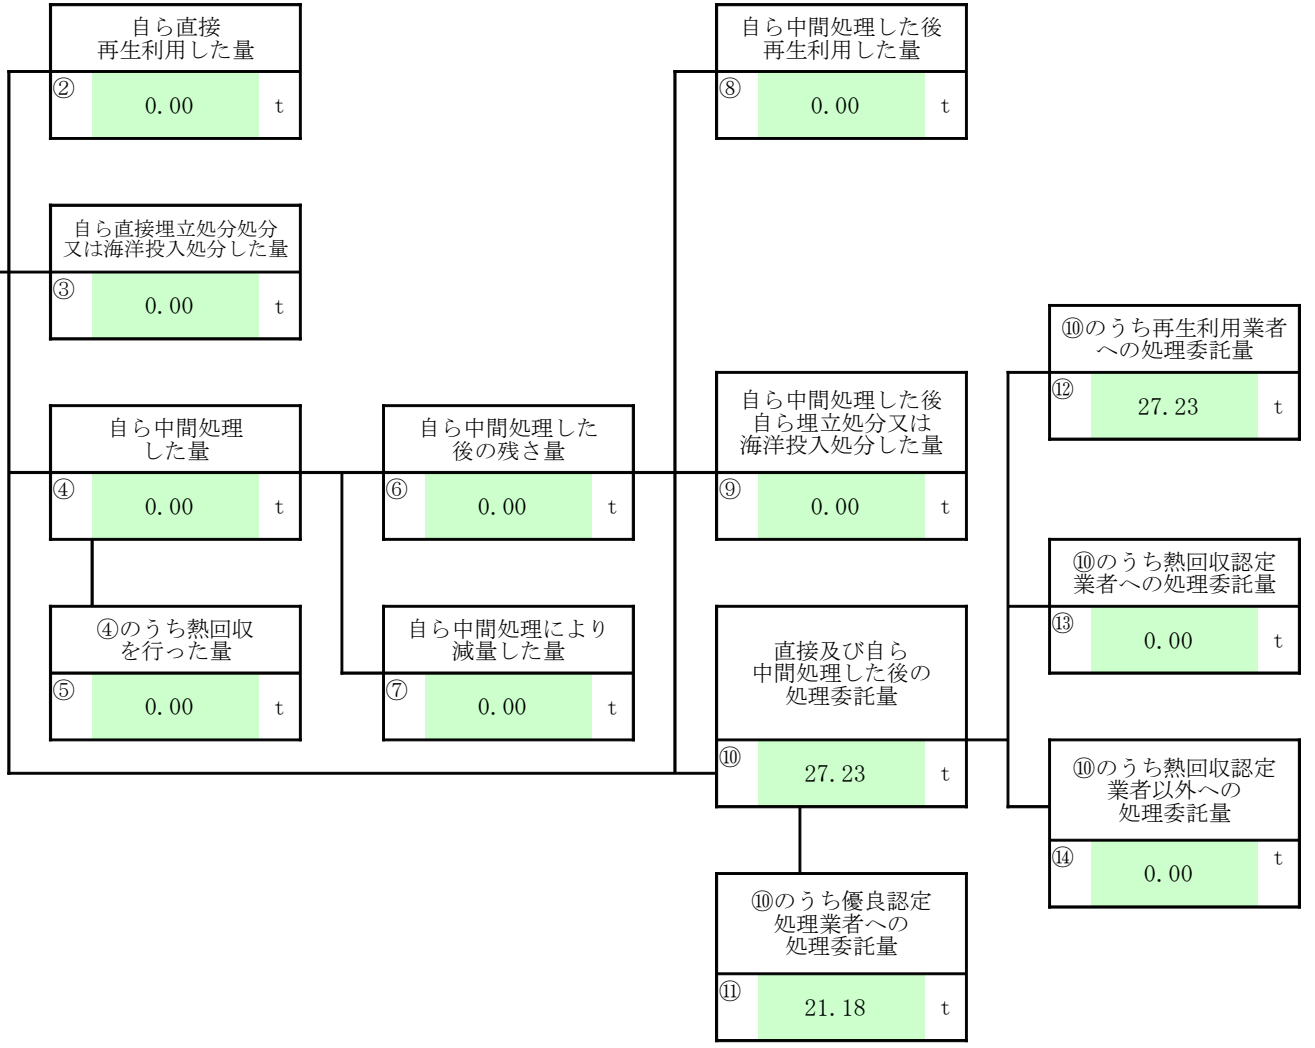 自ら直接
再生利用した量
② 0.00 t
自ら中間処理した後
再生利用した量
⑧ 0.00 t
自ら直接埋立処分処分
又は海洋投入処分した量
③ 0.00 t
⑩のうち再生利用業者
への処理委託量
⑫ 27.23 t
自ら中間処理
した量
④ 0.00 t
自ら中間処理した
後の残さ量
⑥ 0.00 t
自ら中間処理した後
自ら埋立処分又は
海洋投入処分した量
⑨ 0.00 t
⑩のうち熱回収認定
業者への処理委託量
⑬ 0.00 t
④のうち熱回収
を行った量
⑤ 0.00 t
自ら中間処理により
減量した量
⑦ 0.00 t
直接及び自ら
中間処理した後の
処理委託量
⑩ 27.23 t
⑩のうち熱回収認定
業者以外への
処理委託量
⑭ 0.00 t
⑩のうち優良認定
処理業者への
処理委託量
⑪ 21.18 t